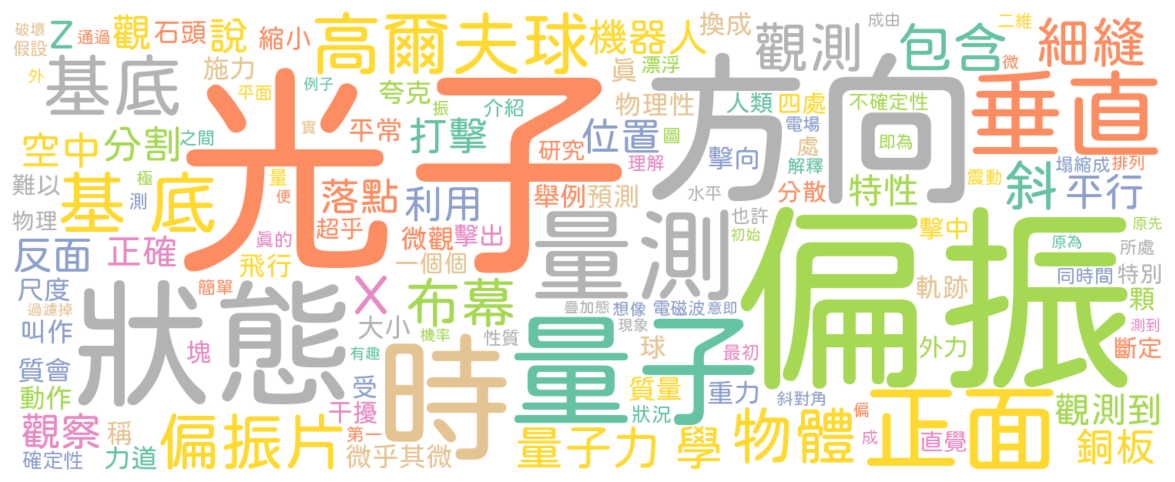 破壞 通過 Z 觀 石頭 說 縮小 高爾夫球 機器人 換成 成由 二維 包含 細縫
假設 基底 施力 眞 漂浮 觀測 微
外 平面 例子 夸克 振 介紹 物理性 人類 四處 不確定性 方向 垂直
空中 分割 之間 光子 實 平常 打擊 研究 位置 圖 電場 即為 塌縮成 排列
難以 基底 極 量 理解 擊向 處 解釋 震動 斜 平行
物理 測 便 落點 利用 舉例 預測 水平 分散 特性
反面 正確 眞的 超乎 微觀 擊出 量測 也許 初始 擊中 原先
飛行 一個個 原為 所處
尺度 簡單 X 布幕 疊加態 想像 電磁波 意即 偏振 軌跡 同時間 特別
過濾掉 狀態 大小 機率 性質 量子 現象 顆
叫作 塊 有趣 時 球 最初 外力 測到 斷定
質會 受 質量 重力
動作 干擾 狀況 斜對角 偏 正面 觀測到
觀察 稱 偏振片 第一 量子力 學 物體 成 直覺 銅板
確定性 力道 微乎其微